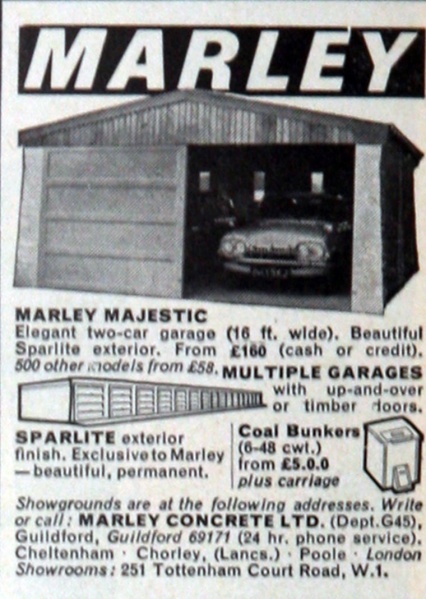 MARLEY
MARLEY MAJESTIC
Elegant two-car garage (16 ft. wide). Beautiful
Sparlite exterior. From £160 (cash or credit).
500 other models from £58.
MULTIPLE GARAGES
with up-and-over
or timber doors.
SPARLITE exterior
finish. Exclusive to Marley
—beautiful, permanent.
Coal Bunkers
(6-48 cwt.)
from £5.0.0
plus carriage
Showgrounds are at the following addresses. Write
or call: MARLEY CONCRETE LTD. (Dept.G45),
Guildford, Guildford 69171 (24 hr. phone service).
Cheltenham · Chorley, (Lancs.) · Poole · London
Showrooms: 251 Tottenham Court Road, W.1.